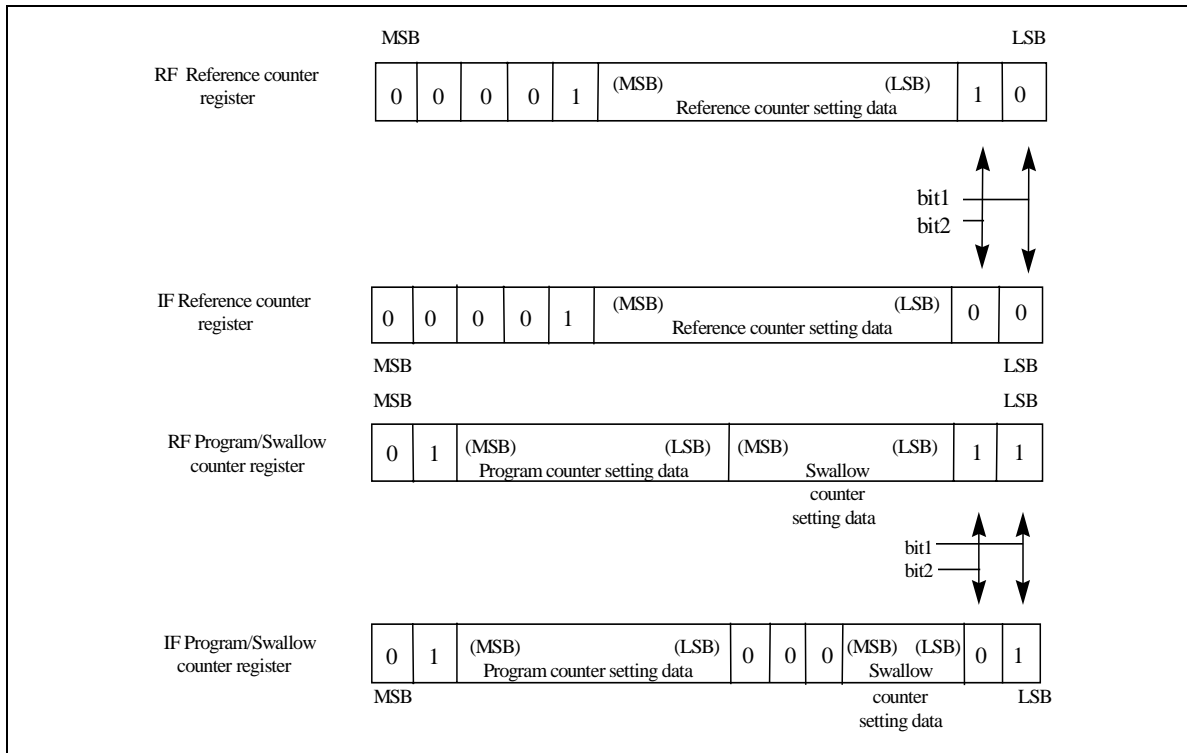 MSB LSB
RF Reference counter
register
0 0 0 0 1 (MSB) (LSB) 1 0
Reference counter setting data
bit1
bit2
IF Reference counter
register
0 0 0 0 1 (MSB) (LSB) 0 0
Reference counter setting data
MSB LSB
MSB LSB
RF Program/Swallow
counter register
0 1 (MSB) (LSB) (MSB) (LSB) 1 1
Program counter setting data Swallow
counter
setting data
bit1
bit2
IF Program/Swallow
counter register
0 1 (MSB) (LSB) 0 0 0 (MSB) (LSB) 0 1
Program counter setting data Swallow
MSB counter LSB
setting data